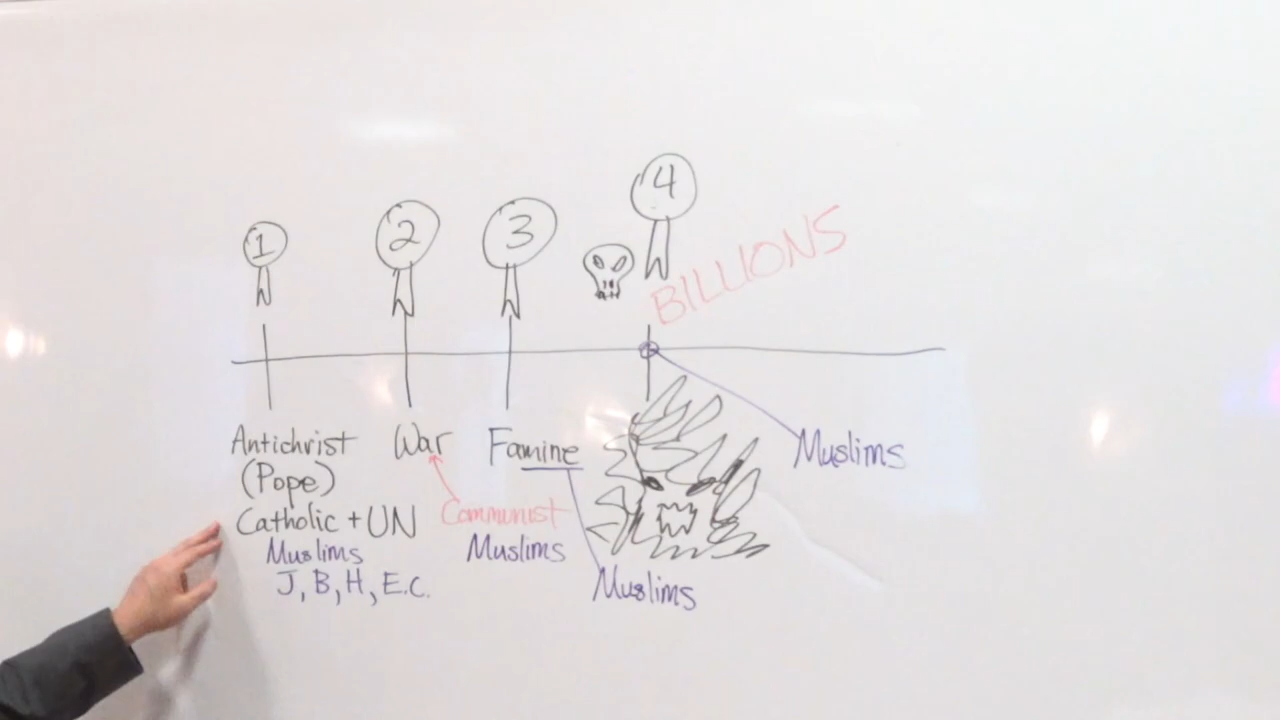 1
2
3
4
BILLIONS
Antichrist
(Pope)
Catholic + UN
Muslims
J, B, H, E.C.
War
Communist
Muslims
Famine
Muslims
Muslims